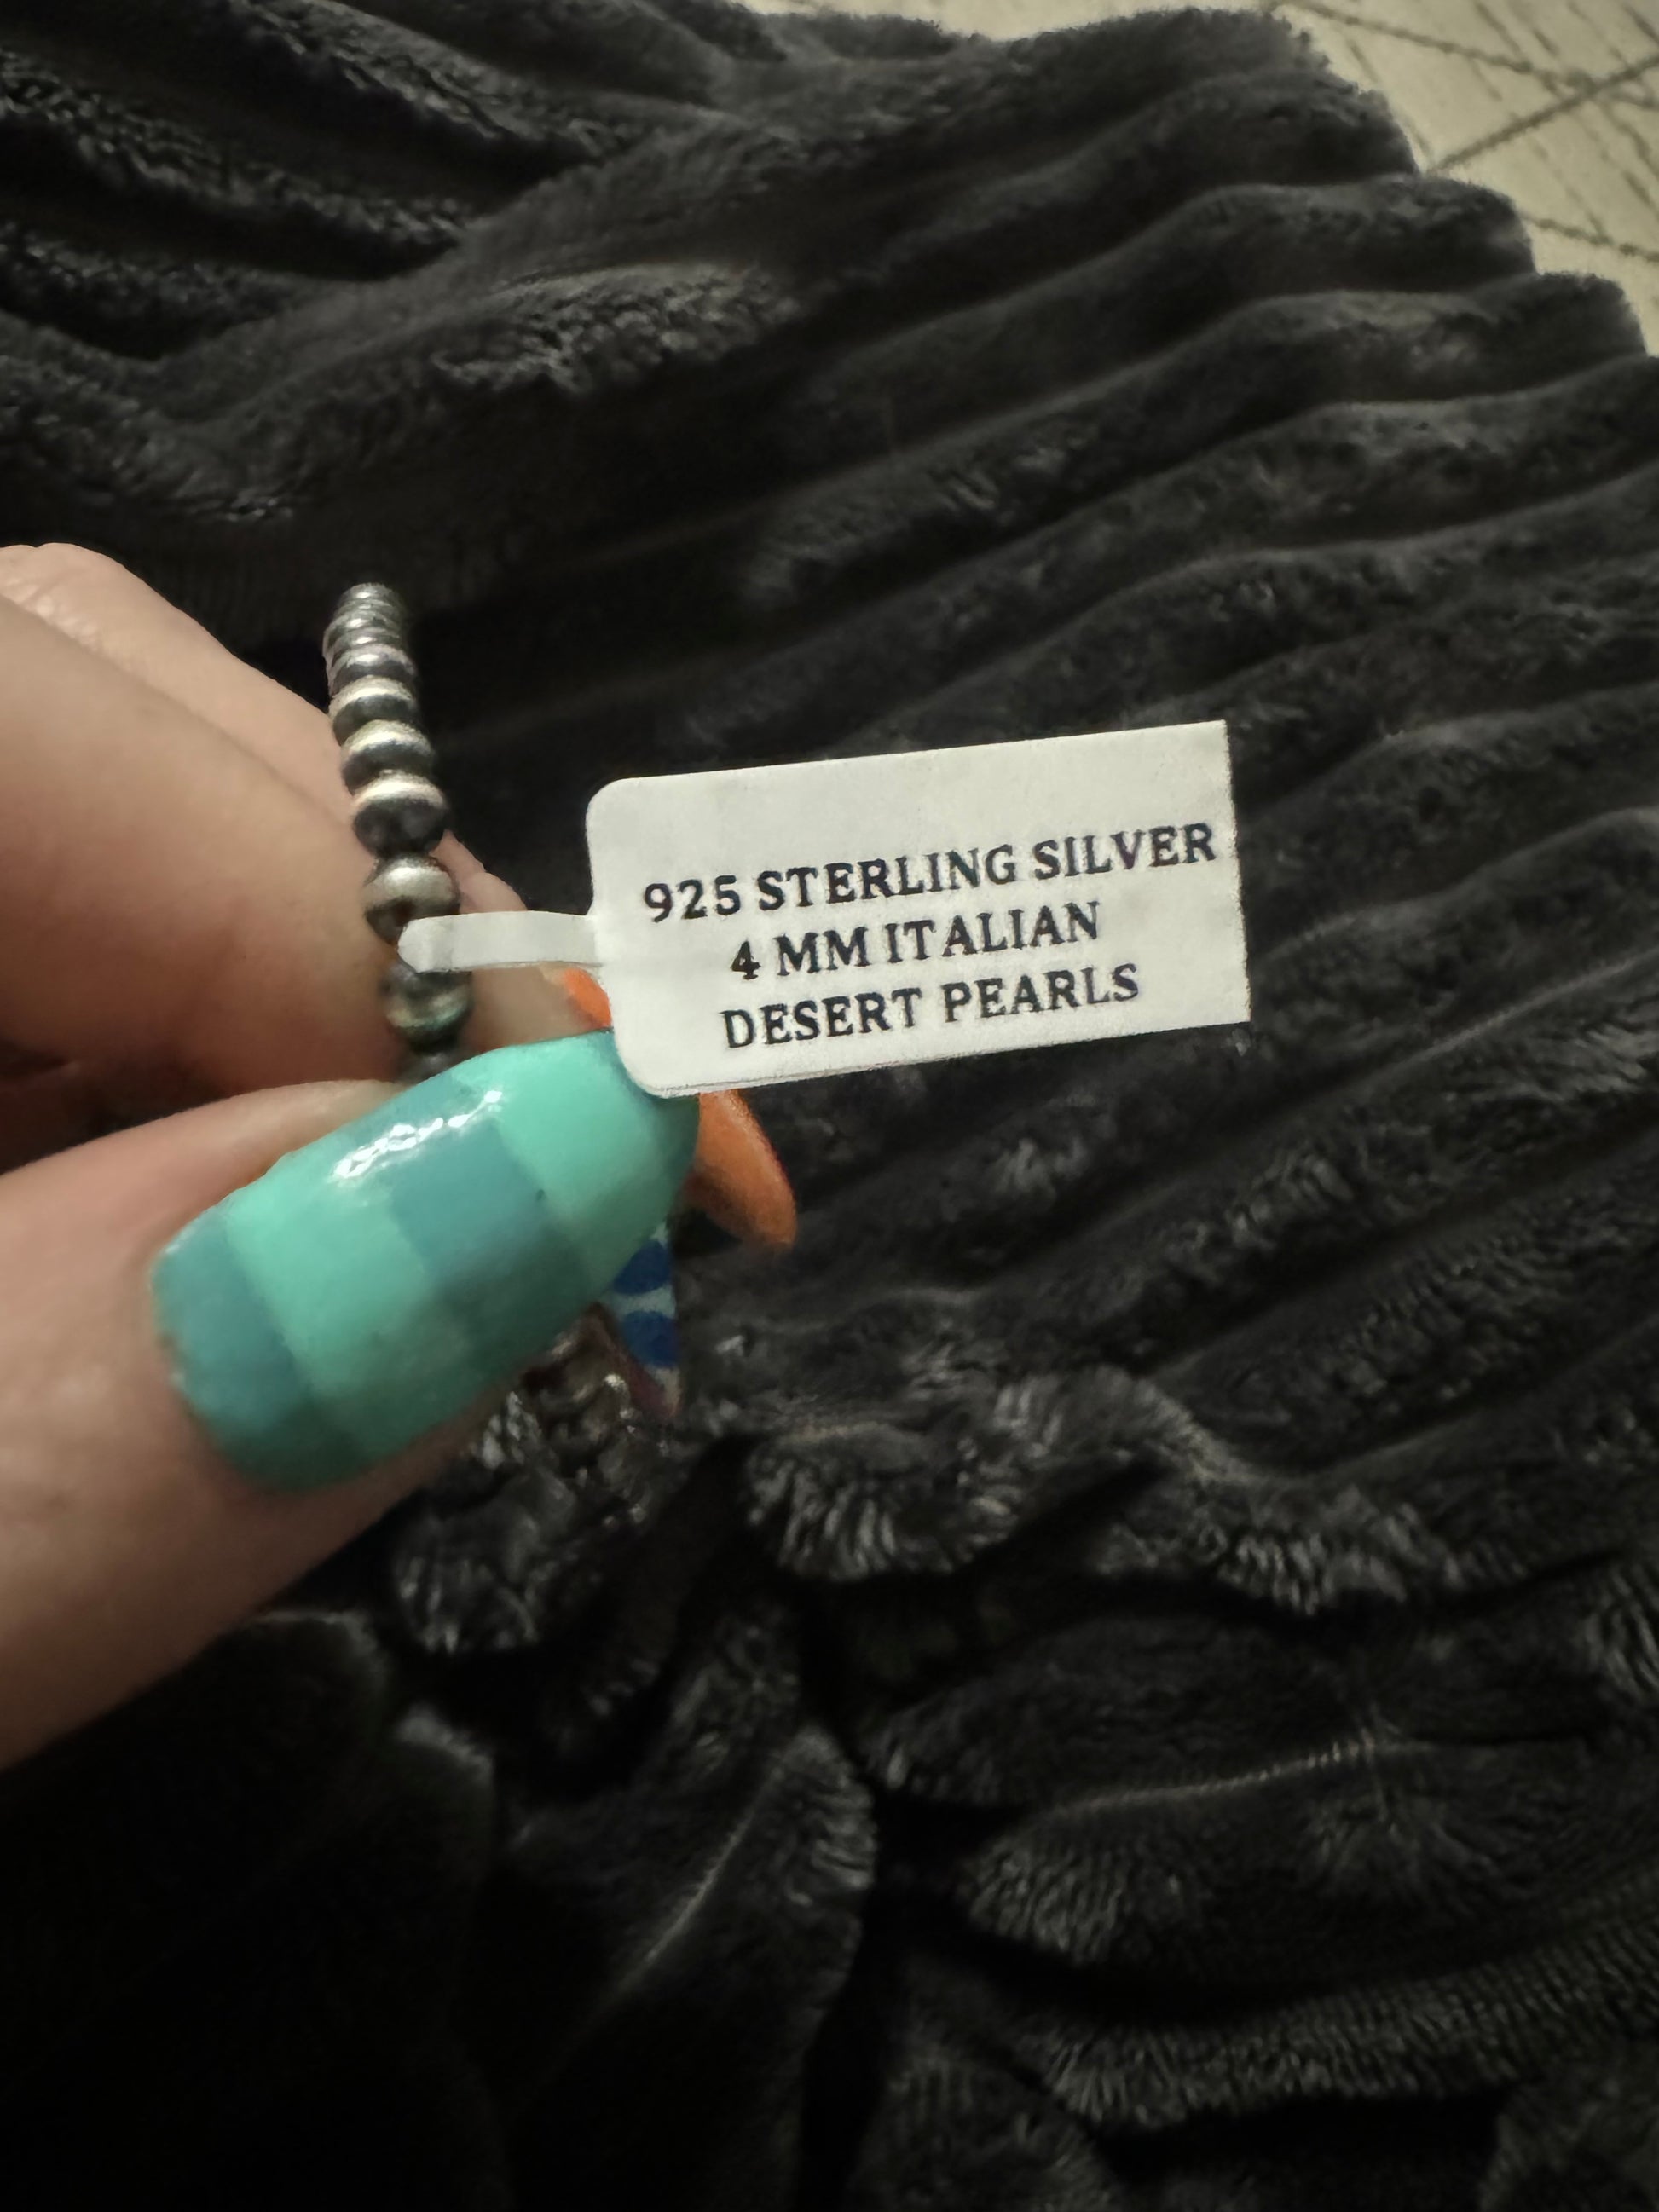 925 STERLING SILVER
4 MM ITALIAN
DESERT PEARLS